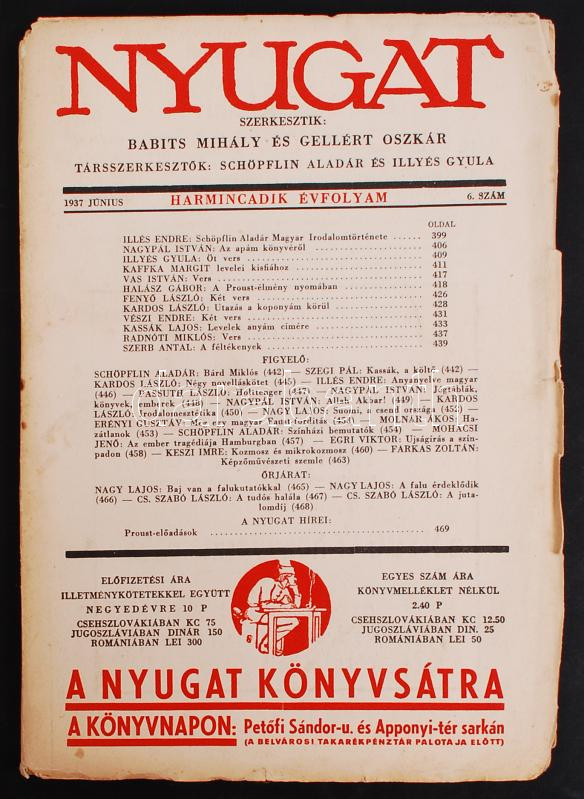 NYUGAT
SZERKESZTIK:
BABITS MIHÁLY ÉS GELLÉRT OSZKÁR
TÁRSSZERKESZTŐK: SCHÖPFLIN ALADÁR ÉS ILLYÉS GYULA
1937 JÚNIUS HARMINCADIK ÉVFOLYAM 6. SZÁM
OLDAL
ILLÉS ENDRE: Schöpflin Aladár Magyar Irodalomtörténete ...... 399
NAGYPÁL ISTVÁN: Az apám könyvéről ...... 406
ILLYÉS GYULA: Öt vers ...... 409
KAFFKA MARGIT levelei kisfiához ...... 411
VAS ISTVÁN: Vers ...... 417
HALÁSZ GÁBOR: A Proust-élmény nyomában ...... 418
FENYŐ LÁSZLÓ: Két vers ...... 426
KARDOS LÁSZLÓ: Utazás a koponyám körül ...... 428
VÉSZI ENDRE: Két vers ...... 431
KASSÁK LAJOS: Levelek anyám címére ...... 433
RADNÓTI MIKLÓS: Vers ...... 437
SZERB ANTAL: A féltékenyek ...... 439
FIGYELŐ:
SCHÖPFLIN ALADÁR: Bárd Miklós (442) — SZEGI PÁL: Kassák, a költő (442) —
KARDOS LÁSZLÓ: Négy novelláskötet (445) — ILLÉS ENDRE: Anyanyelve magyar
(446) — PASSUTH LÁSZLÓ: Hofitenger (447) — NAGYPÁL ISTVÁN: Jégtáblák,
könyvek, emberek (448) — NAGYPÁL ISTVÁN: Allah Akbar! (449) — KARDOS
LÁSZLÓ: Irodalomesztétika (450) — NAGY LAJOS: Suomi, a csend országa (452) —
ERÉNYI GUSZTÁV: Még egy magyar Faust-fordítás (453) — MOLNÁR ÁKOS: Ha-
zátlanok (453) — SCHÖPFLIN ALADÁR: Színházi bemutatók (454) — MOHÁCSI
JENŐ: Az ember tragédiája Hamburgban (457) — EGRI VIKTOR: Ujságírás a szín-
padon (458) — KESZI IMRE: Kozmosz és mikrokozmosz (460) — FARKAS ZOLTÁN:
Képzőművészeti szemle (463)
ŐRJÁRAT:
NAGY LAJOS: Baj van a falukutatókkal (465) — NAGY LAJOS: A falu érdeklődik
(466) — CS. SZABÓ LÁSZLÓ: A tudós halála (467) — CS. SZABÓ LÁSZLÓ: A juta-
lomdíj (468)
A NYUGAT HÍREI:
Proust-előadások ...... 469
ELŐFIZETÉSI ÁRA
ILLETMÉNYKÖTETEKKEL EGYÜTT
NEGYEDÉVRE 10 P
CSEHSZLOVÁKIÁBAN KC 75
JUGOSZLÁVIÁBAN DINÁR 150
ROMÁNIÁBAN LEI 300
EGYES SZÁM ÁRA
KÖNYVMELLÉKLET NÉLKÜL
2.40 P
CSEHSZLOVÁKIÁBAN KC 12.50
JUGOSZLÁVIÁBAN DIN. 25
ROMÁNIÁBAN LEI 50
A NYUGAT KÖNYVSÁTRA
A KÖNYVNAPON: Petőfi Sándor-u. és Apponyi-tér sarkán
(A BELVÁROSI TAKARÉKPÉNZTÁR PALOTÁJA ELŐTT)